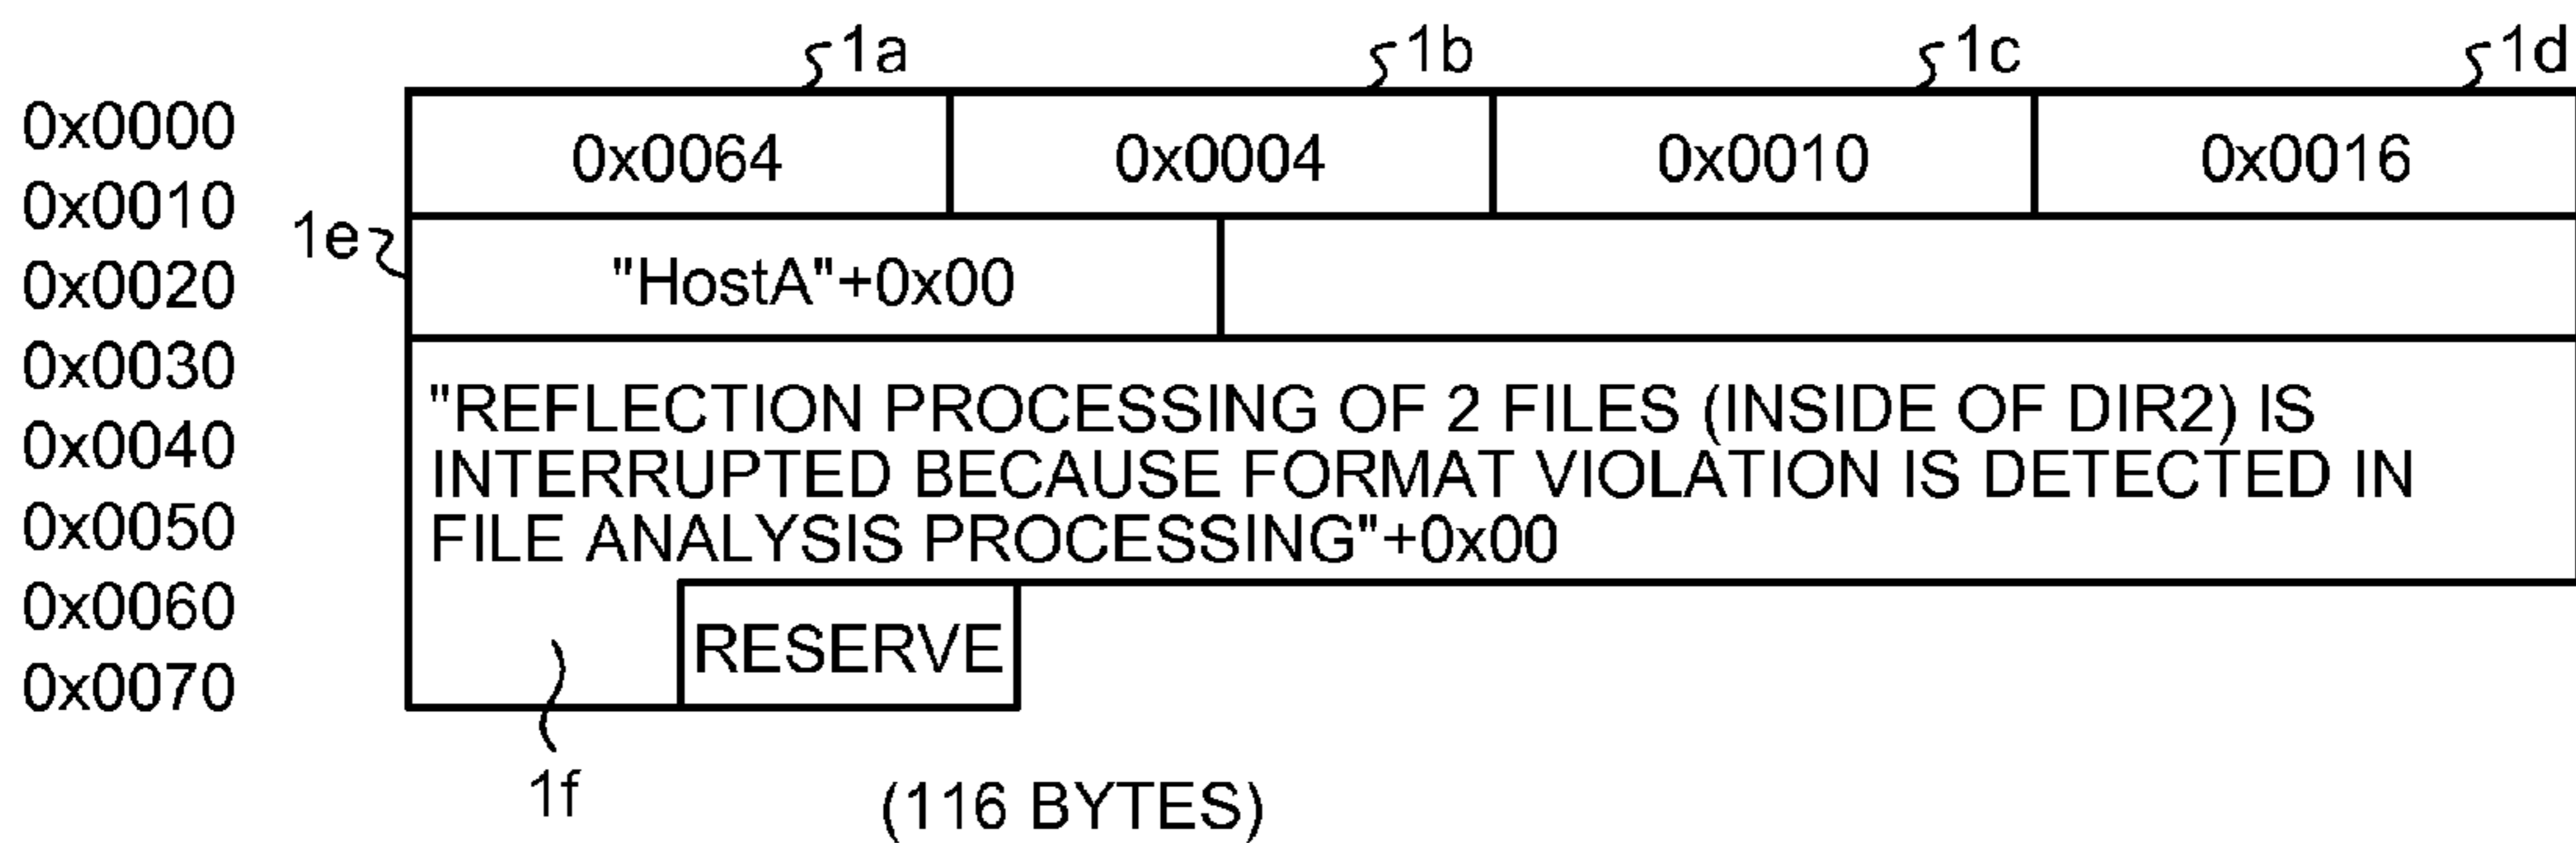 1a 1b 1c 1d
0x0000
0x0064 0x0004 0x0010 0x0016
0x0010
1e
0x0020
"HostA"+0x00
0x0030
"REFLECTION PROCESSING OF 2 FILES (INSIDE OF DIR2) IS
0x0040
INTERRUPTED BECAUSE FORMAT VIOLATION IS DETECTED IN
0x0050
FILE ANALYSIS PROCESSING"+0x00
0x0060
RESERVE
0x0070
1f
(116 BYTES)